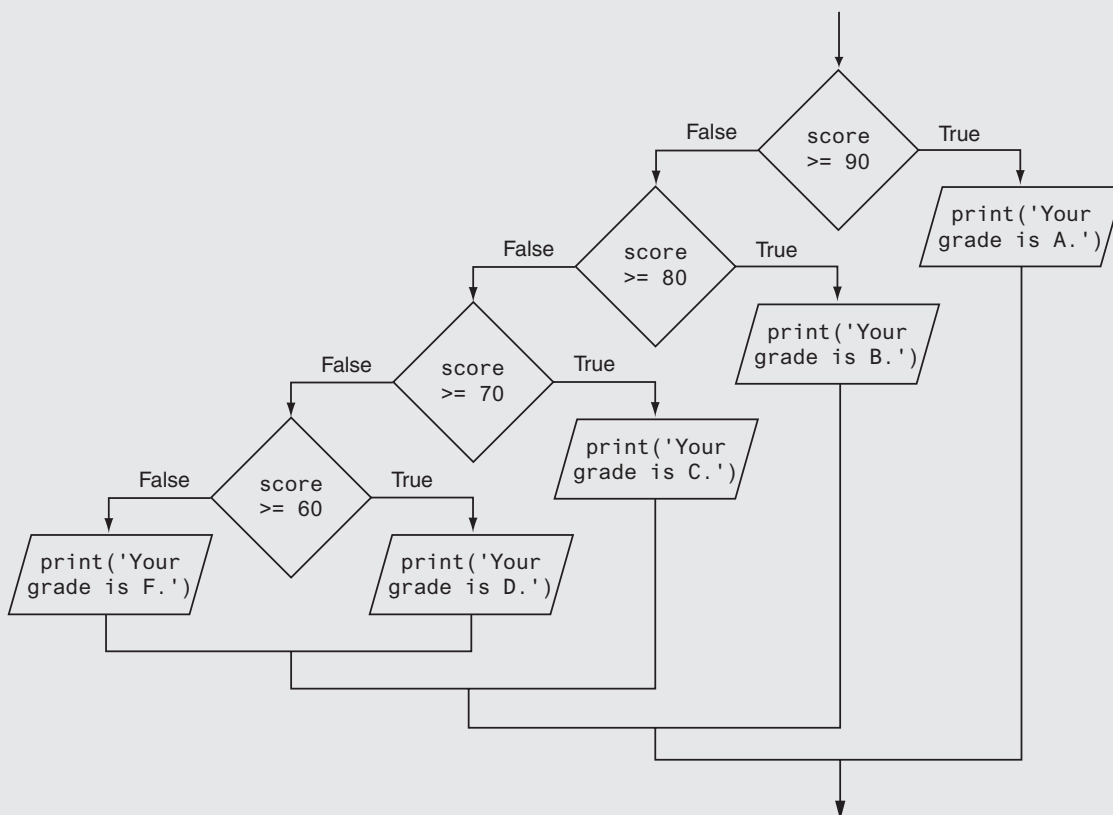 False
True
score
>= 90
print('Your
grade is A.')
False
True
score
>= 80
print('Your
grade is B.')
False
True
score
>= 70
print('Your
grade is C.')
False
True
score
>= 60
print('Your
grade is F.')
print('Your
grade is D.')